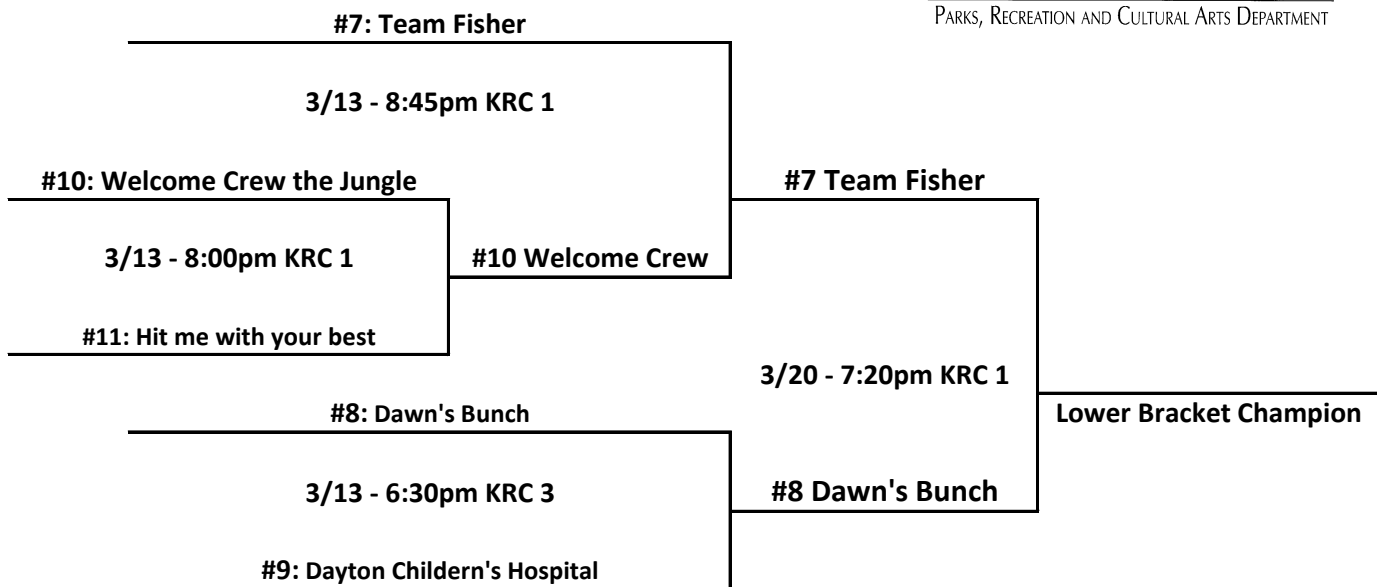 PARKS, RECREATION AND CULTURAL ARTS DEPARTMENT
#7: Team Fisher
3/13 - 8:45pm KRC 1
#10: Welcome Crew the Jungle
#7 Team Fisher
3/13 - 8:00pm KRC 1
#10 Welcome Crew
#11: Hit me with your best
3/20 - 7:20pm KRC 1
#8: Dawn's Bunch
Lower Bracket Champion
3/13 - 6:30pm KRC 3
#8 Dawn's Bunch
#9: Dayton Childern's Hospital